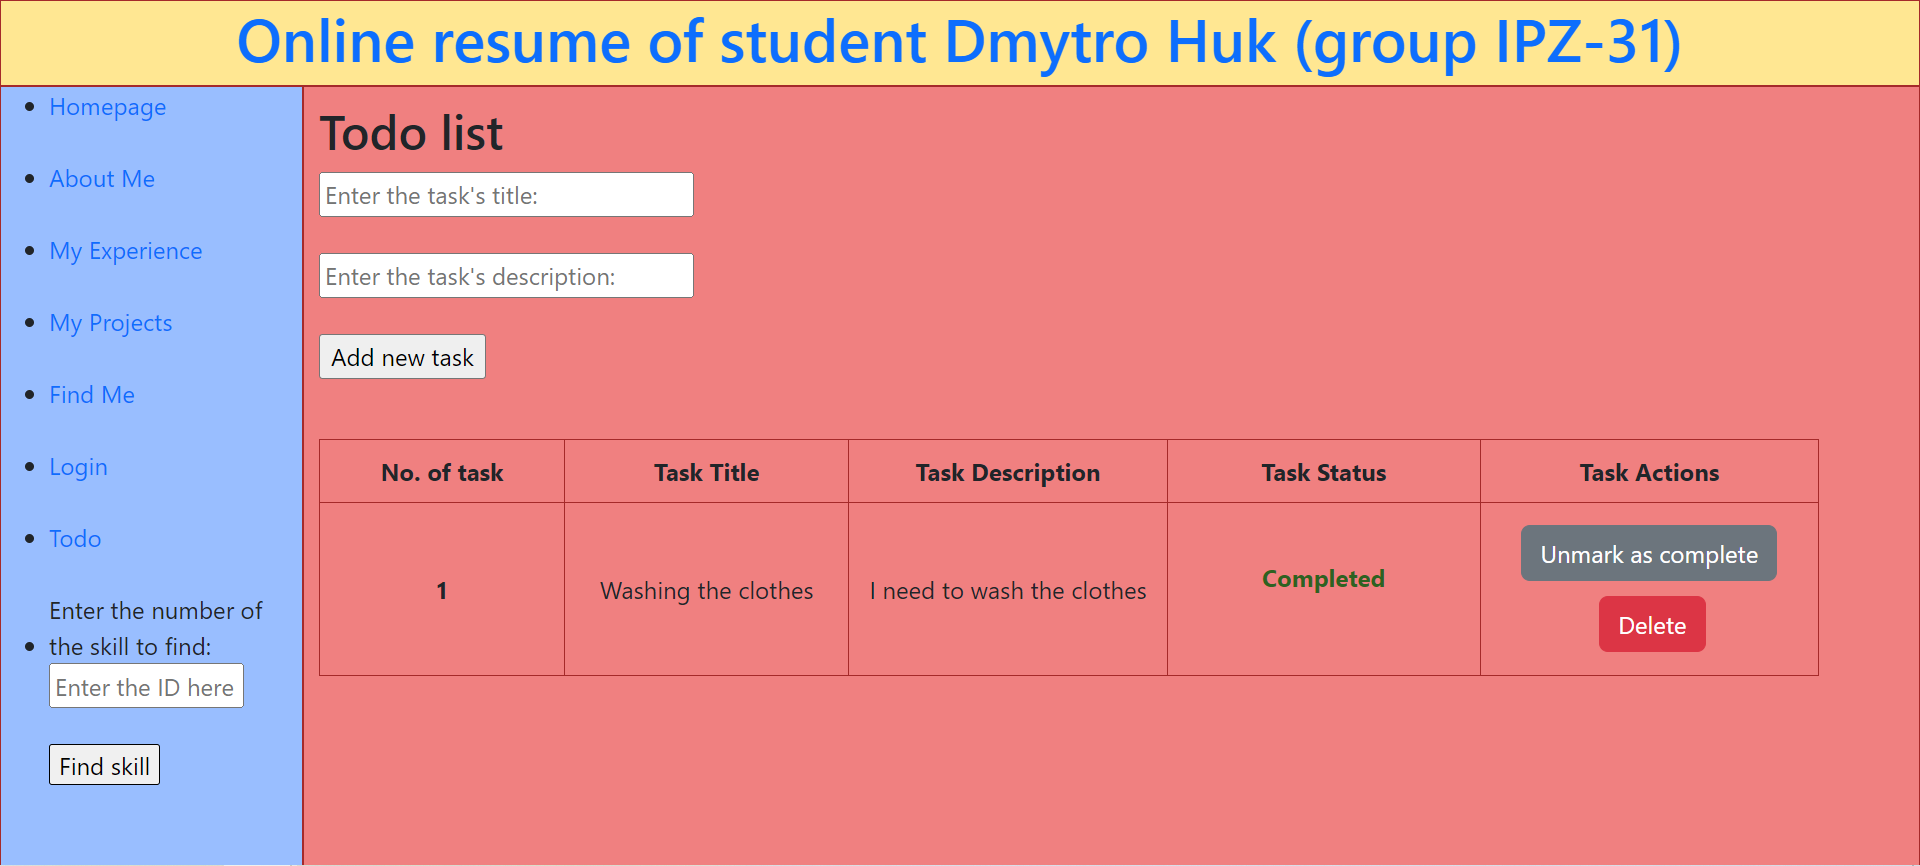 Online resume of student Dmytro Huk (group IPZ-31)
Homepage
About Me
My Experience
My Projects
Find Me
Login
Todo
Enter the number of
the skill to find:
Enter the ID here
Find skill
Todo list
Enter the task's title:
Enter the task's description:
Add new task
No. of task Task Title Task Description Task Status Task Actions
1 Washing the clothes I need to wash the clothes Completed Unmark as complete
Delete